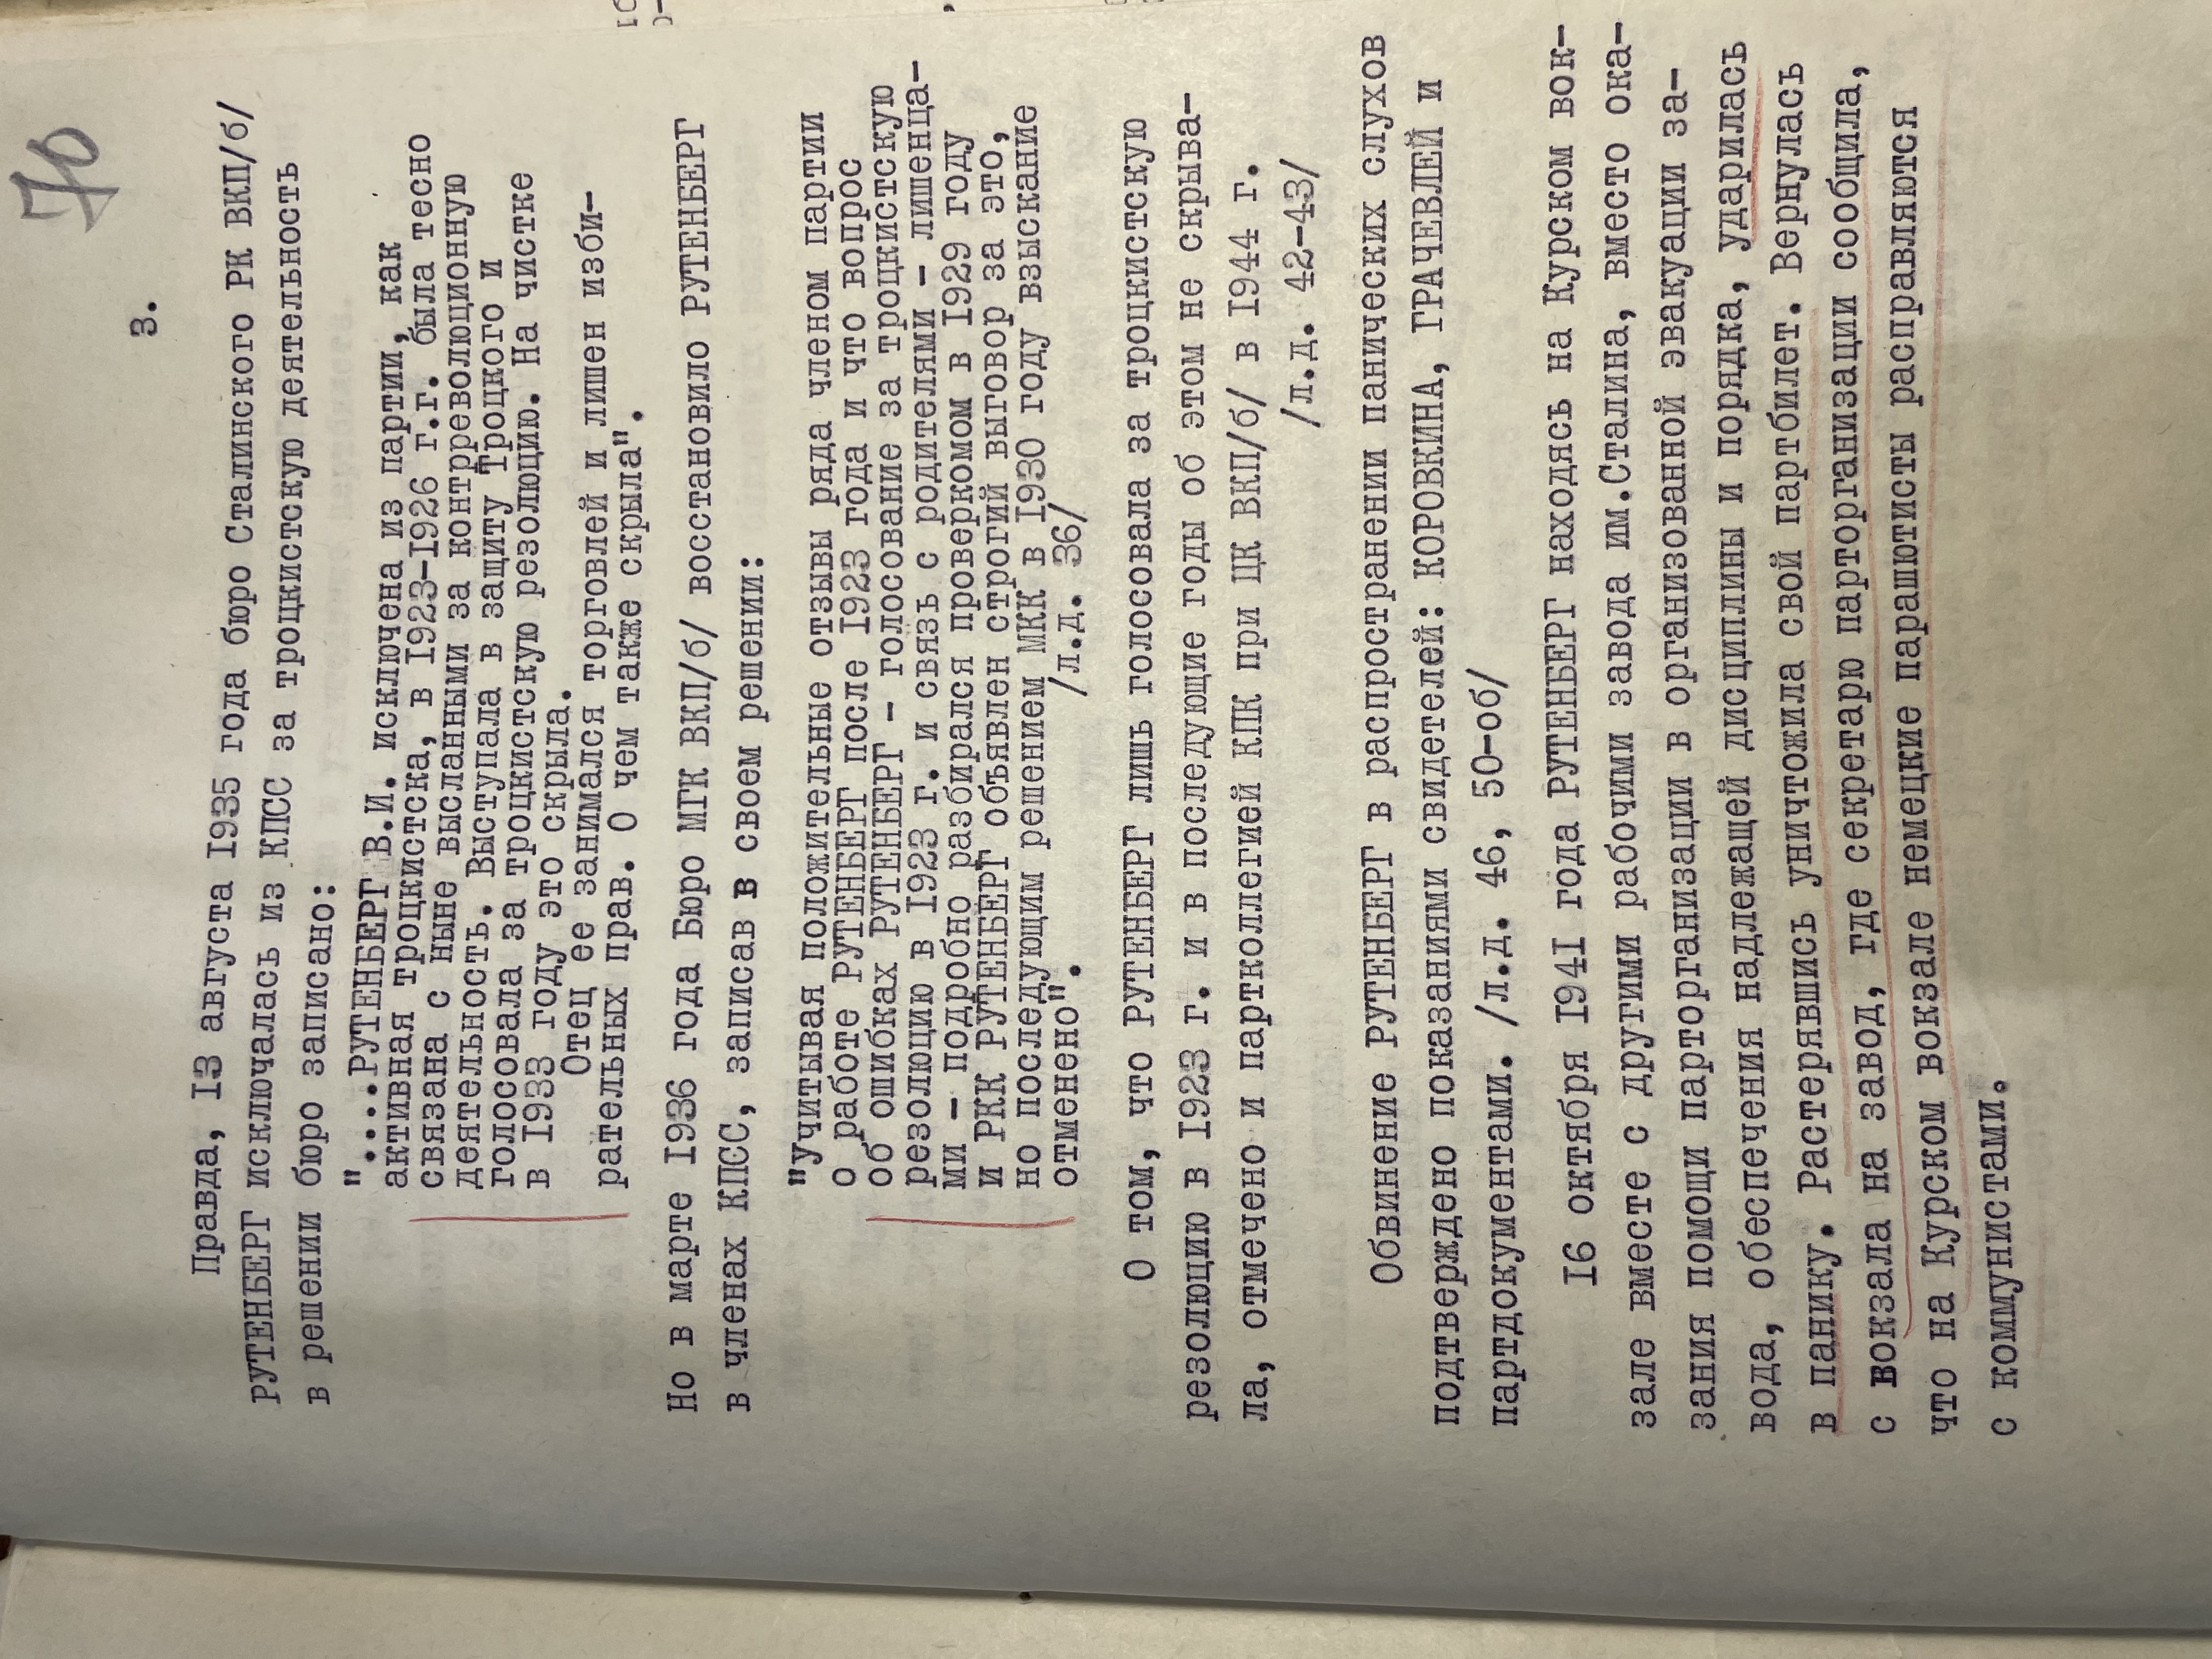 70
3.
Правда, 13 августа 1935 года бюро Сталинского РК ВКП/б/
РУТЕНБЕРГ исключалась из КПСС за троцкистскую деятельность
в решении бюро записано:
"....РУТЕНБЕРГ В.И. исключена из партии, как
активная троцкистка, в 1923-1926 г.г. была тесно
связана с ныне высланными за контрреволюционную
деятельность. Выступала в защиту Троцкого и
голосовала за троцкистскую резолюцию. На чистке
в 1933 году это скрыла.
Отец ее занимался торговлей и лишен изби-
рательных прав. О чем также скрыла".
Но в марте 1936 года Бюро МГК ВКП/б/ восстановило РУТЕНБЕРГ
в членах КПСС, записав в своем решении:
"Учитывая положительные отзывы ряда членом партии
о работе РУТЕНБЕРГ после 1923 года и что вопрос
об ошибках РУТЕНБЕРГ - голосование за троцкистскую
резолюцию в 1923 г. и связь с родителями - лишенца-
ми - подробно разбирался проверкомом в 1929 году
и РКК РУТЕНБЕРГ объявлен строгий выговор за это,
но последующим решением МКК в 1930 году взыскание
отменено". /л.д. 36/
О том, что РУТЕНБЕРГ лишь голосовала за троцкистскую
резолюцию в 1923 г. и в последующие годы об этом не скрыва-
ла, отмечено и партколлегией КПК при ЦК ВКП/б/ в 1944 г.
/л.д. 42-43/
Обвинение РУТЕНБЕРГ в распространении панических слухов
подтверждено показаниями свидетелей: КОРОВКИНА, ГРАЧЕВЛЕЙ и
партдокументами. /л.д. 46, 50-об/
16 октября 1941 года РУТЕНБЕРГ находясь на Курском вок-
зале вместе с другими рабочими завода им.Сталина, вместо ока-
зания помощи парторганизации в организованной эвакуации за-
вода, обеспечения надлежащей дисциплины и порядка, ударилась
в панику. Растерявшись уничтожила свой партбилет. Вернулась
с вокзала на завод, где секретарю парторганизации сообщила,
что на Курском вокзале немецкие парашютисты расправляются
с коммунистами.